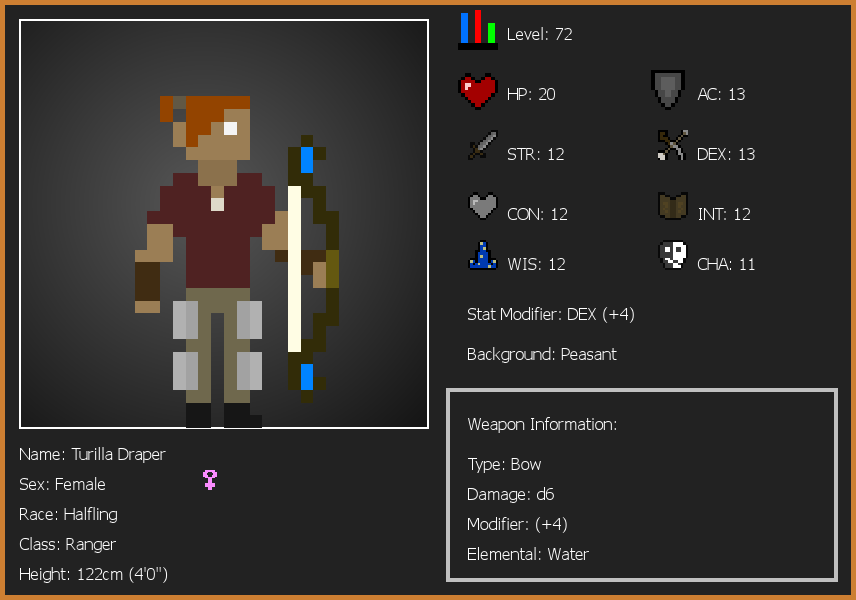 Level: 72
HP: 20
AC: 13
STR: 12
DEX: 13
CON: 12
INT: 12
WIS: 12
CHA: 11
Stat Modifier: DEX (+4)
Background: Peasant
Weapon Information:
Type: Bow
Damage: d6
Modifier: (+4)
Elemental: Water
Name: Turilla Draper
Sex: Female
Race: Halfling
Class: Ranger
Height: 122cm (4'0")